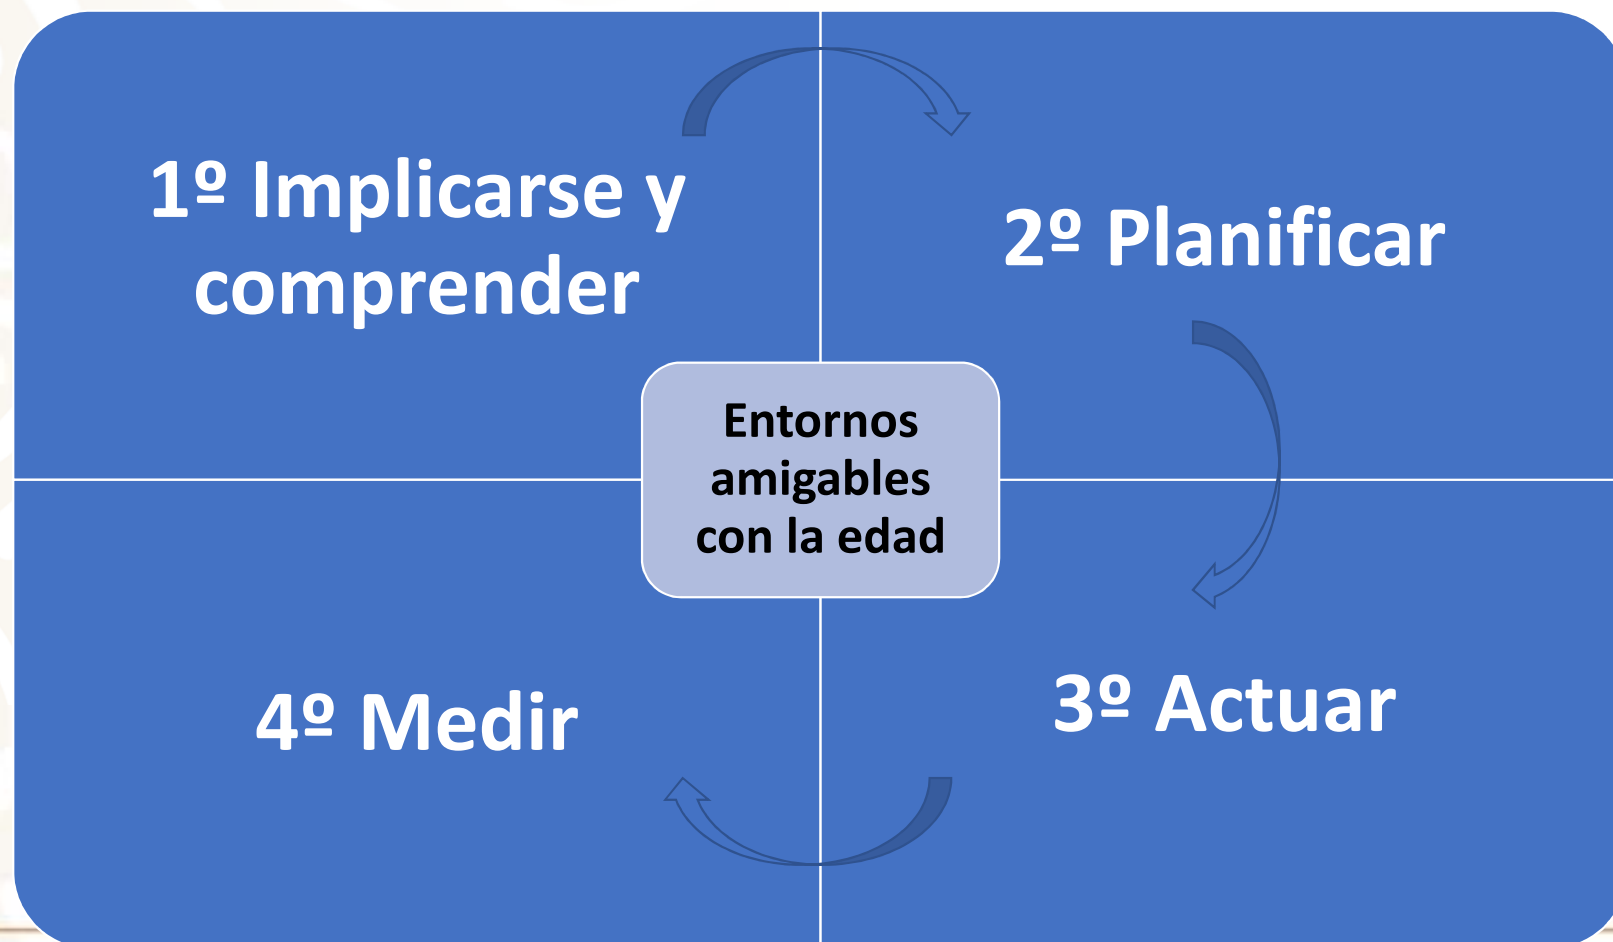 1º Implicarse y
comprender
2º Planificar
Entornos
amigables
con la edad
4º Medir
3º Actuar